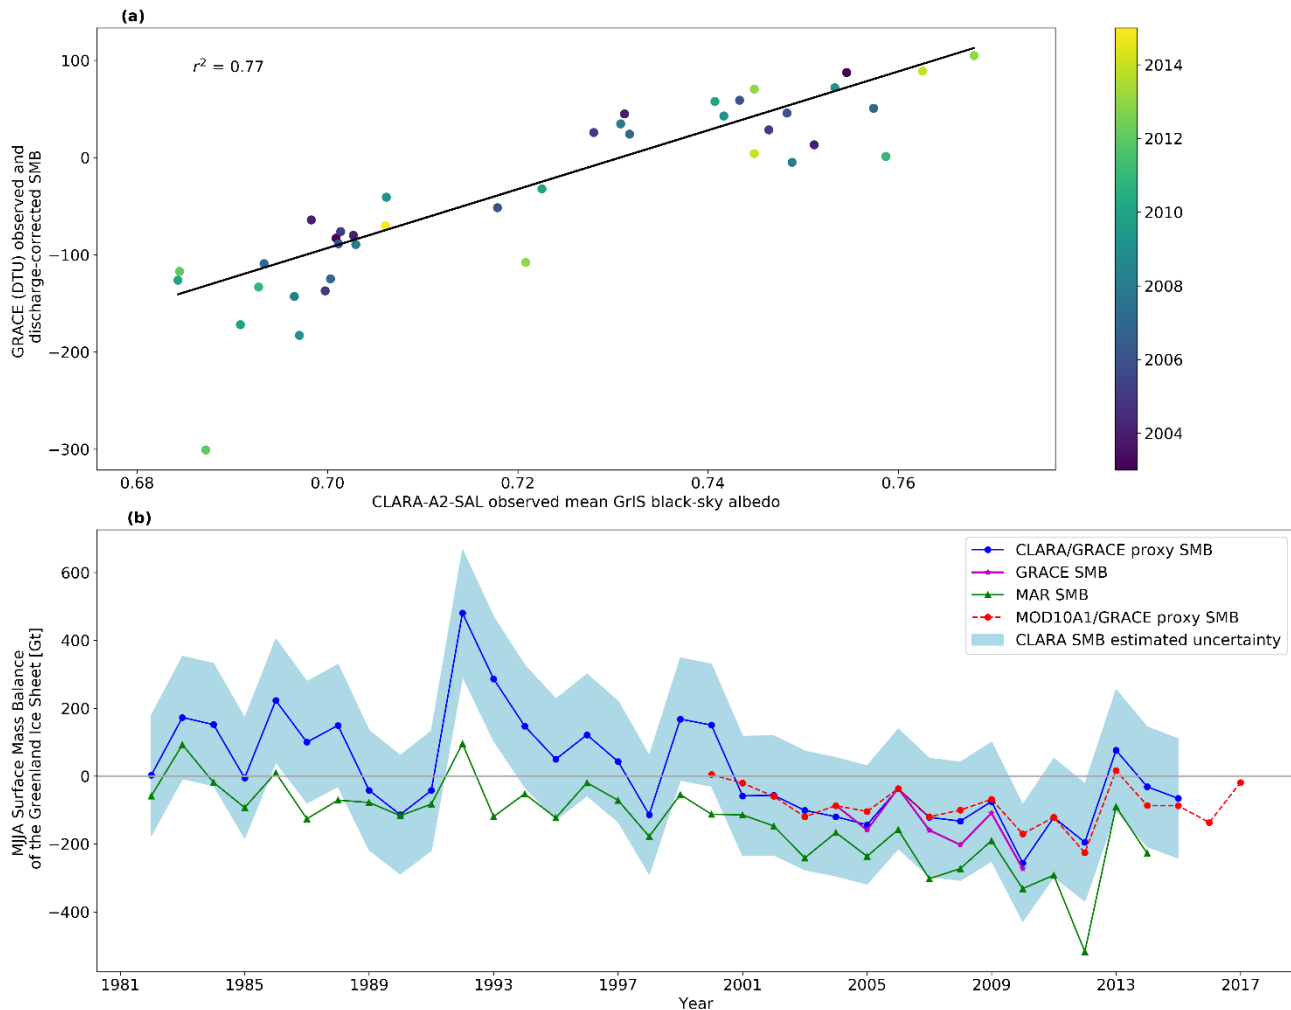 (a)
r² = 0.77
GRACE (DTU) observed and
discharge-corrected SMB
100
0
−100
−200
−300
0.68
0.70
0.72
0.74
0.76
CLARA-A2-SAL observed mean GrIS black-sky albedo
2014
2012
2010
2008
2006
2004
(b)
MJJA Surface Mass Balance
of the Greenland Ice Sheet [Gt]
600
400
200
0
−200
−400
CLARA/GRACE proxy SMB
GRACE SMB
MAR SMB
MOD10A1/GRACE proxy SMB
CLARA SMB estimated uncertainty
1981
1985
1989
1993
1997
2001
2005
2009
2013
2017
Year